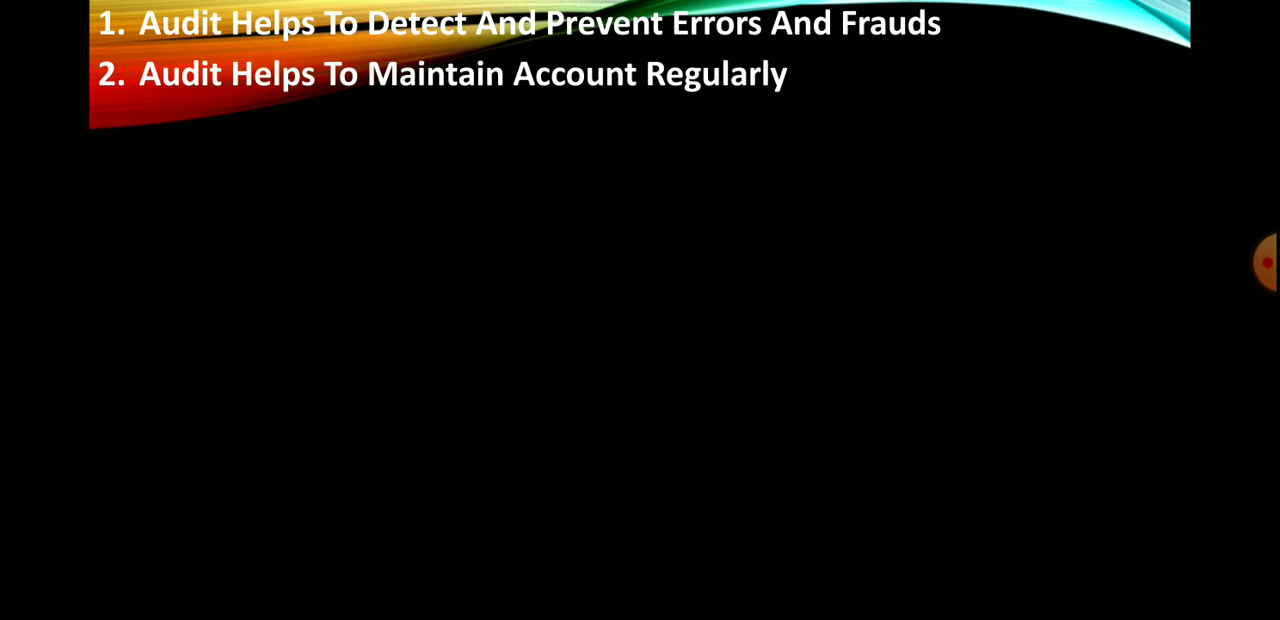 1. Audit Helps To Detect And Prevent Errors And Frauds
2. Audit Helps To Maintain Account Regularly